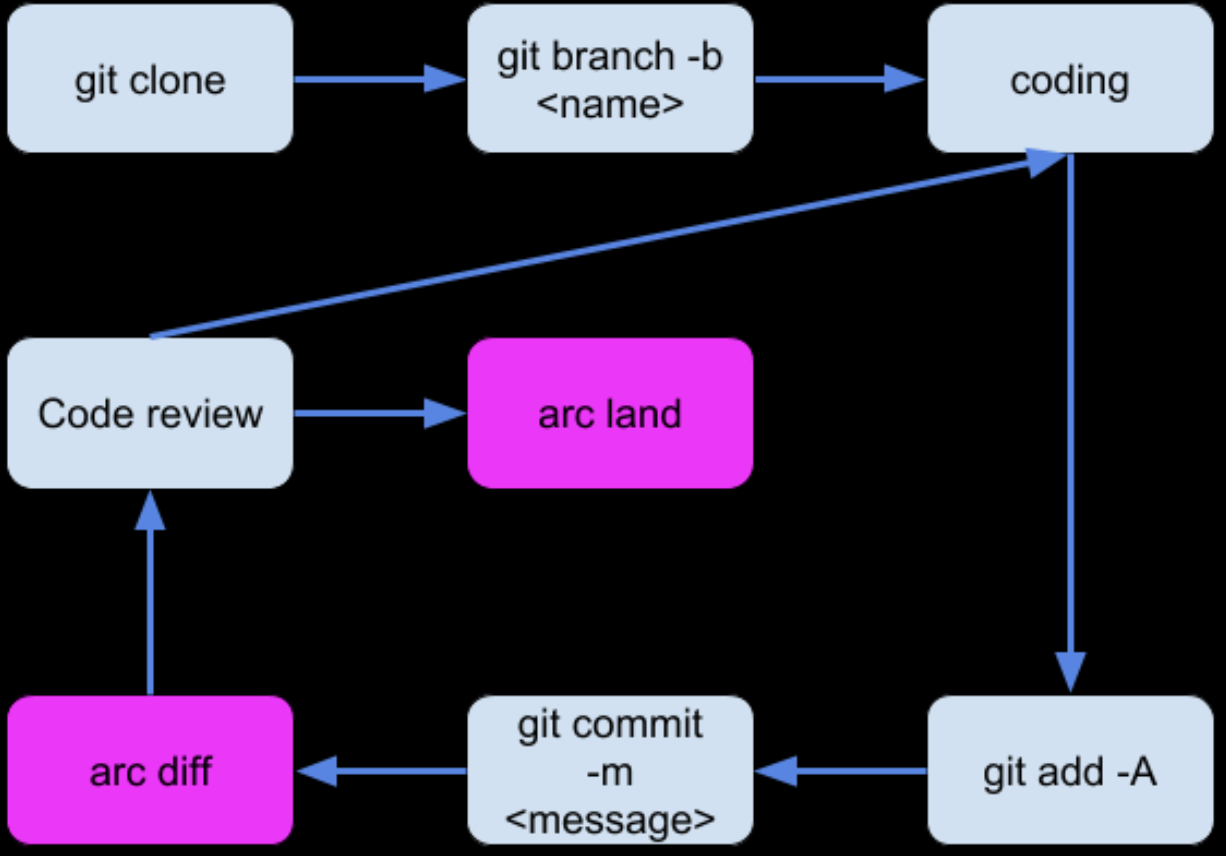 git clone
git branch -b
<name>
coding
Code review
arc land
arc diff
git commit
-m
<message>
git add -A